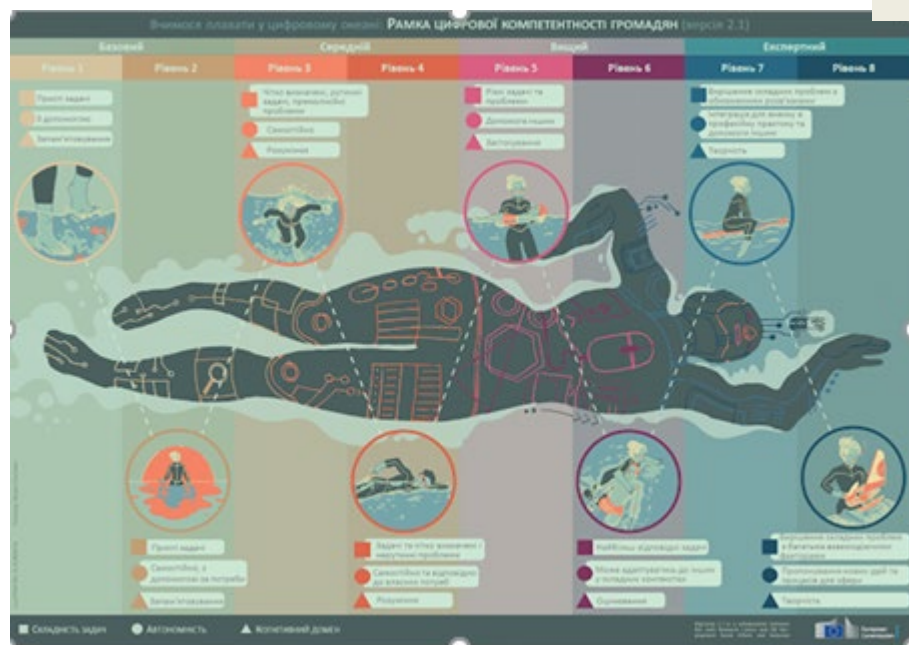 Вчимося плавати у цифровому океані: РАМКА ЦИФРОВОЇ КОМПЕТЕНТНОСТІ ГРОМАДЯН (версія 2.1)
Базовий Середній Вищий Експертний
Рівень 1 Рівень 2 Рівень 3 Рівень 4 Рівень 5 Рівень 6 Рівень 7 Рівень 8
Прості задачі
З допомогою
Запам'ятовування
Чітко визначені, рутинні
задачі, прямолінійні
проблеми
Самостійно
Розуміння
Різні задачі та
проблеми
Допомога іншим
Застосування
Вирішення складних проблем з
обмеженими розв'язками
Інтеграція для внеску в
професійну практику та
допомоги іншим
Творчість
Прості задачі
Самостійно, з
допомогою за потреби
Запам'ятовування
Задачі та чітко визначені і
нерутинні проблеми
Самостійно та відповідно
до власних потреб
Розуміння
Найбільш відповідні задачі
Може адаптуватись до інших
у складних контекстах
Оцінювання
Вирішення складних проблем
з багатьма взаємодіючими
факторами
Пропонування нових ідей та
процесів для сфери
Творчість
Складність задач Автономність Когнітивний домен